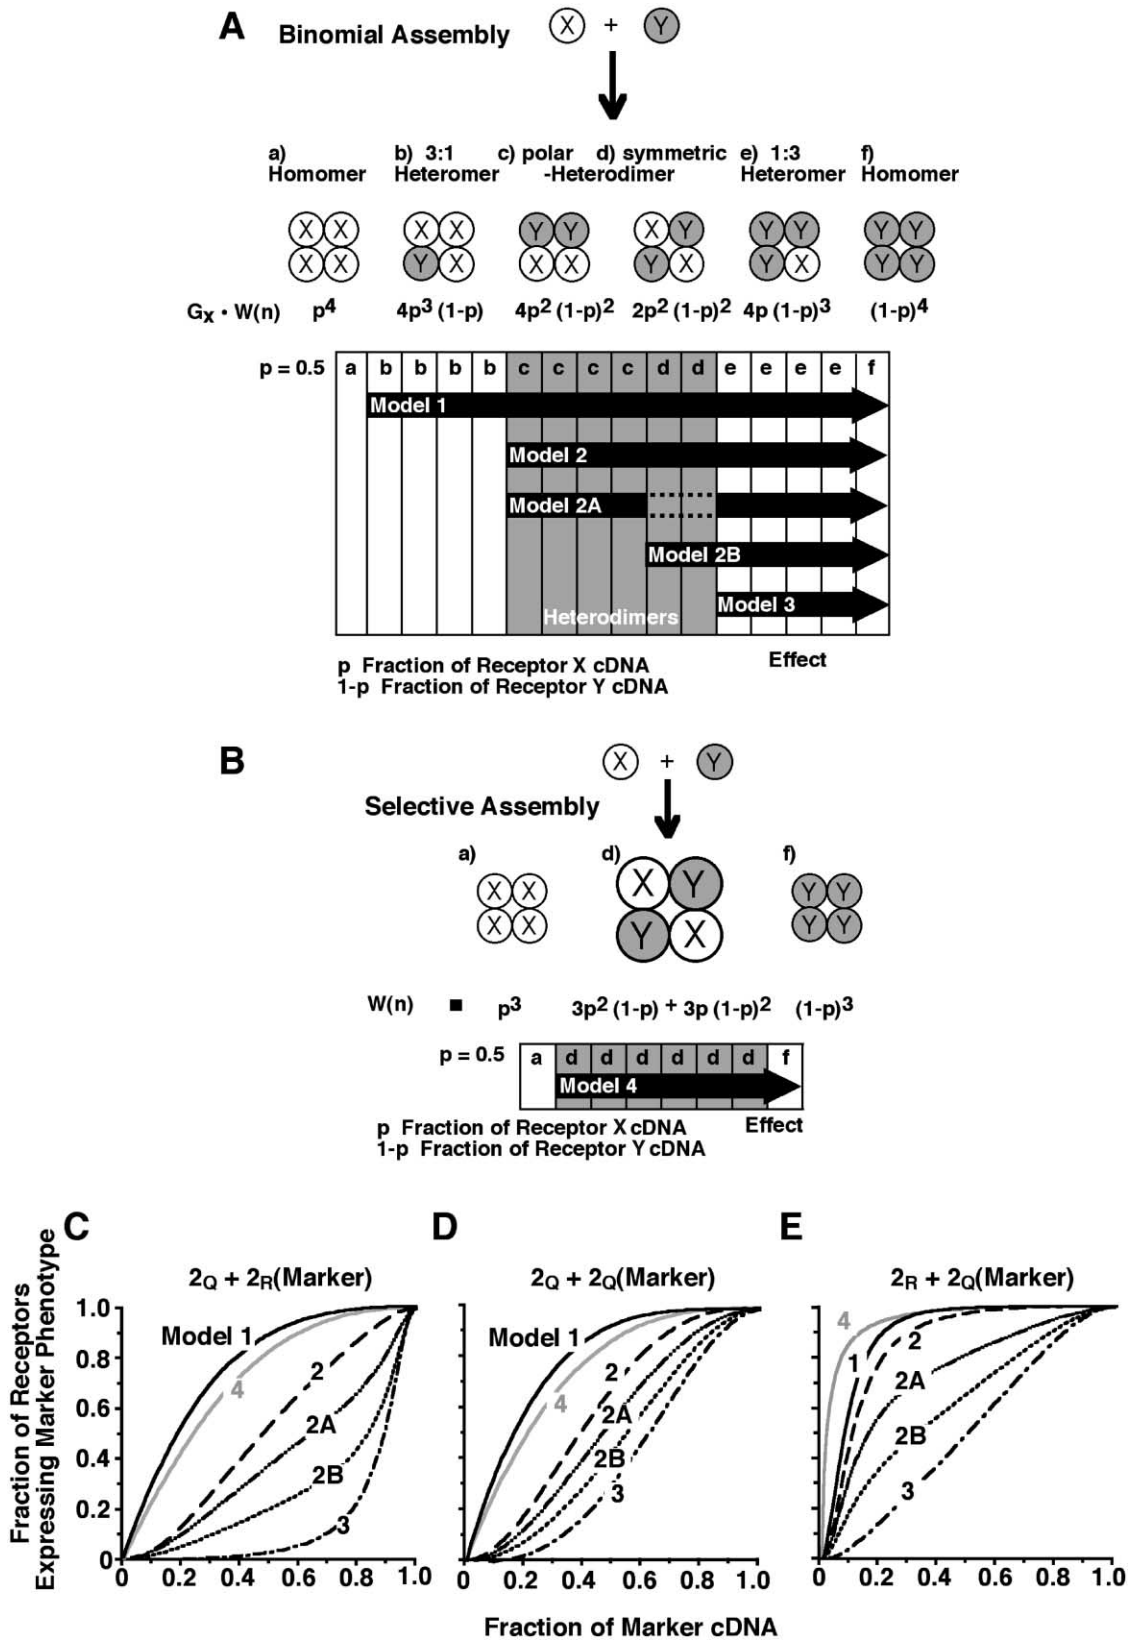 A
Binomial Assembly
X + Y
a)
Homomer
b) 3:1
Heteromer
c) polar d) symmetric
-Heterodimer
e) 1:3
Heteromer
f)
Homomer
X X X X Y Y X Y Y Y Y Y
X X Y X X X Y X Y X Y Y
Gx · W(n) p4 4p3 (1-p) 4p2 (1-p)2 2p2 (1-p)2 4p (1-p)3 (1-p)4
p = 0.5 a b b b b c c c c d d e e e e f
Model 1
Model 2
Model 2A
Model 2B
Model 3
Heterodimers
p Fraction of Receptor X cDNA
1-p Fraction of Receptor Y cDNA
Effect
B
X + Y
Selective Assembly
a) d) f)
X X X Y Y Y
X X Y X Y Y
W(n) ■ p3 3p2 (1-p) + 3p (1-p)2 (1-p)3
p = 0.5 a d d d d d d f
Model 4
p Fraction of Receptor X cDNA
1-p Fraction of Receptor Y cDNA
Effect
Fraction of Receptors
Expressing Marker Phenotype
C
2Q + 2R(Marker)
1.0
0.8
0.6
0.4
0.2
0
Model 1
4
2
2A
2B
3
0 0.2 0.4 0.6 0.8 1.0
D
2Q + 2Q(Marker)
Model 1
4
2
2A
2B
3
0 0.2 0.4 0.6 0.8 1.0
E
2R + 2Q(Marker)
4
1
2
2A
2B
3
0 0.2 0.4 0.6 0.8 1.0
Fraction of Marker cDNA